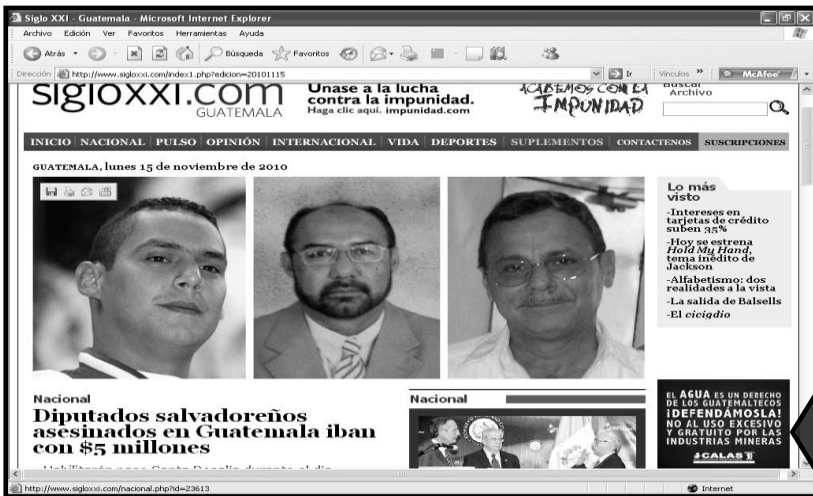 Siglo XXI - Guatemala - Microsoft Internet Explorer
Archivo Edición Ver Favoritos Herramientas Ayuda
Atrás Búsqueda Favoritos
Dirección http://www.sigloxxi.com/index1.php?edicion=20101115 Ir Vínculos » McAfee
sigloxxi.com
GUATEMALA
Unase a la lucha
contra la impunidad.
Haga clic aquí. impunidad.com
ACABEMOS CON LA
IMPUNIDAD
Buscar
Archivo
INICIO NACIONAL PULSO OPINIÓN INTERNACIONAL VIDA DEPORTES SUPLEMENTOS CONTACTENOS SUSCRIPCIONES
GUATEMALA, lunes 15 de noviembre de 2010
Lo más
visto
-Intereses en
tarjetas de crédito
suben 35%
-Hoy se estrena
Hold My Hand,
tema inédito de
Jackson
-Alfabetismo: dos
realidades a la vista
-La salida de Balsells
-El cicigdio
Nacional
Diputados salvadoreños
asesinados en Guatemala iban
con $5 millones
Nacional
EL AGUA ES UN DERECHO
DE LOS GUATEMALTECOS
¡DEFENDÁMOSLA!
NO AL USO EXCESIVO
Y GRATUITO POR LAS
INDUSTRIAS MINERAS
CALAS
http://www.sigloxxi.com/nacional.php?id=23613 Internet